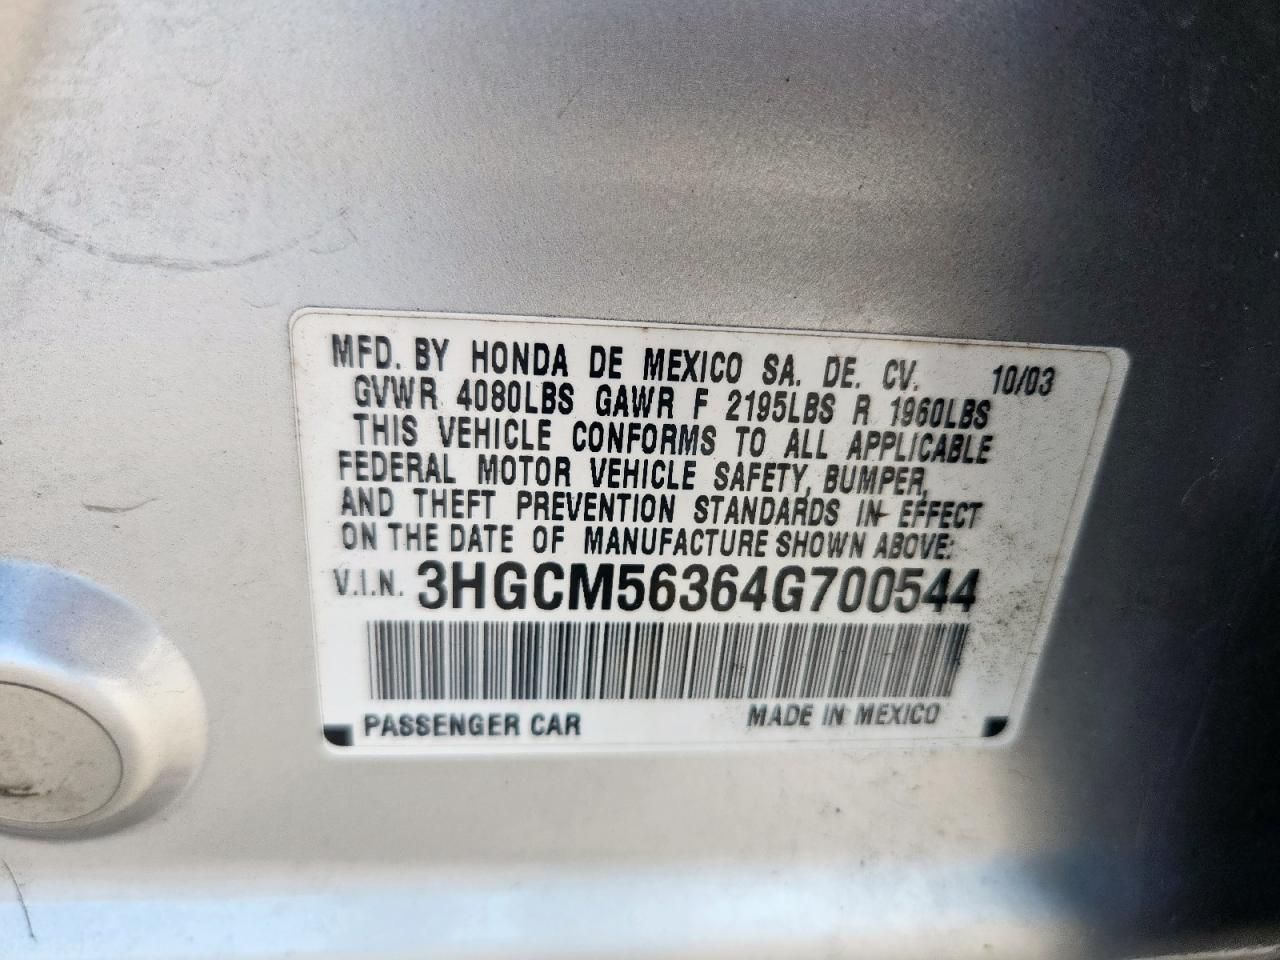 MFD. BY HONDA DE MEXICO SA. DE. CV. 10/03
GVWR 4080LBS GAWR F 2195LBS R 1960LBS
THIS VEHICLE CONFORMS TO ALL APPLICABLE
FEDERAL MOTOR VEHICLE SAFETY, BUMPER,
AND THEFT PREVENTION STANDARDS IN EFFECT
ON THE DATE OF MANUFACTURE SHOWN ABOVE:
V.I.N. 3HGCM56364G700544
PASSENGER CAR MADE IN MEXICO